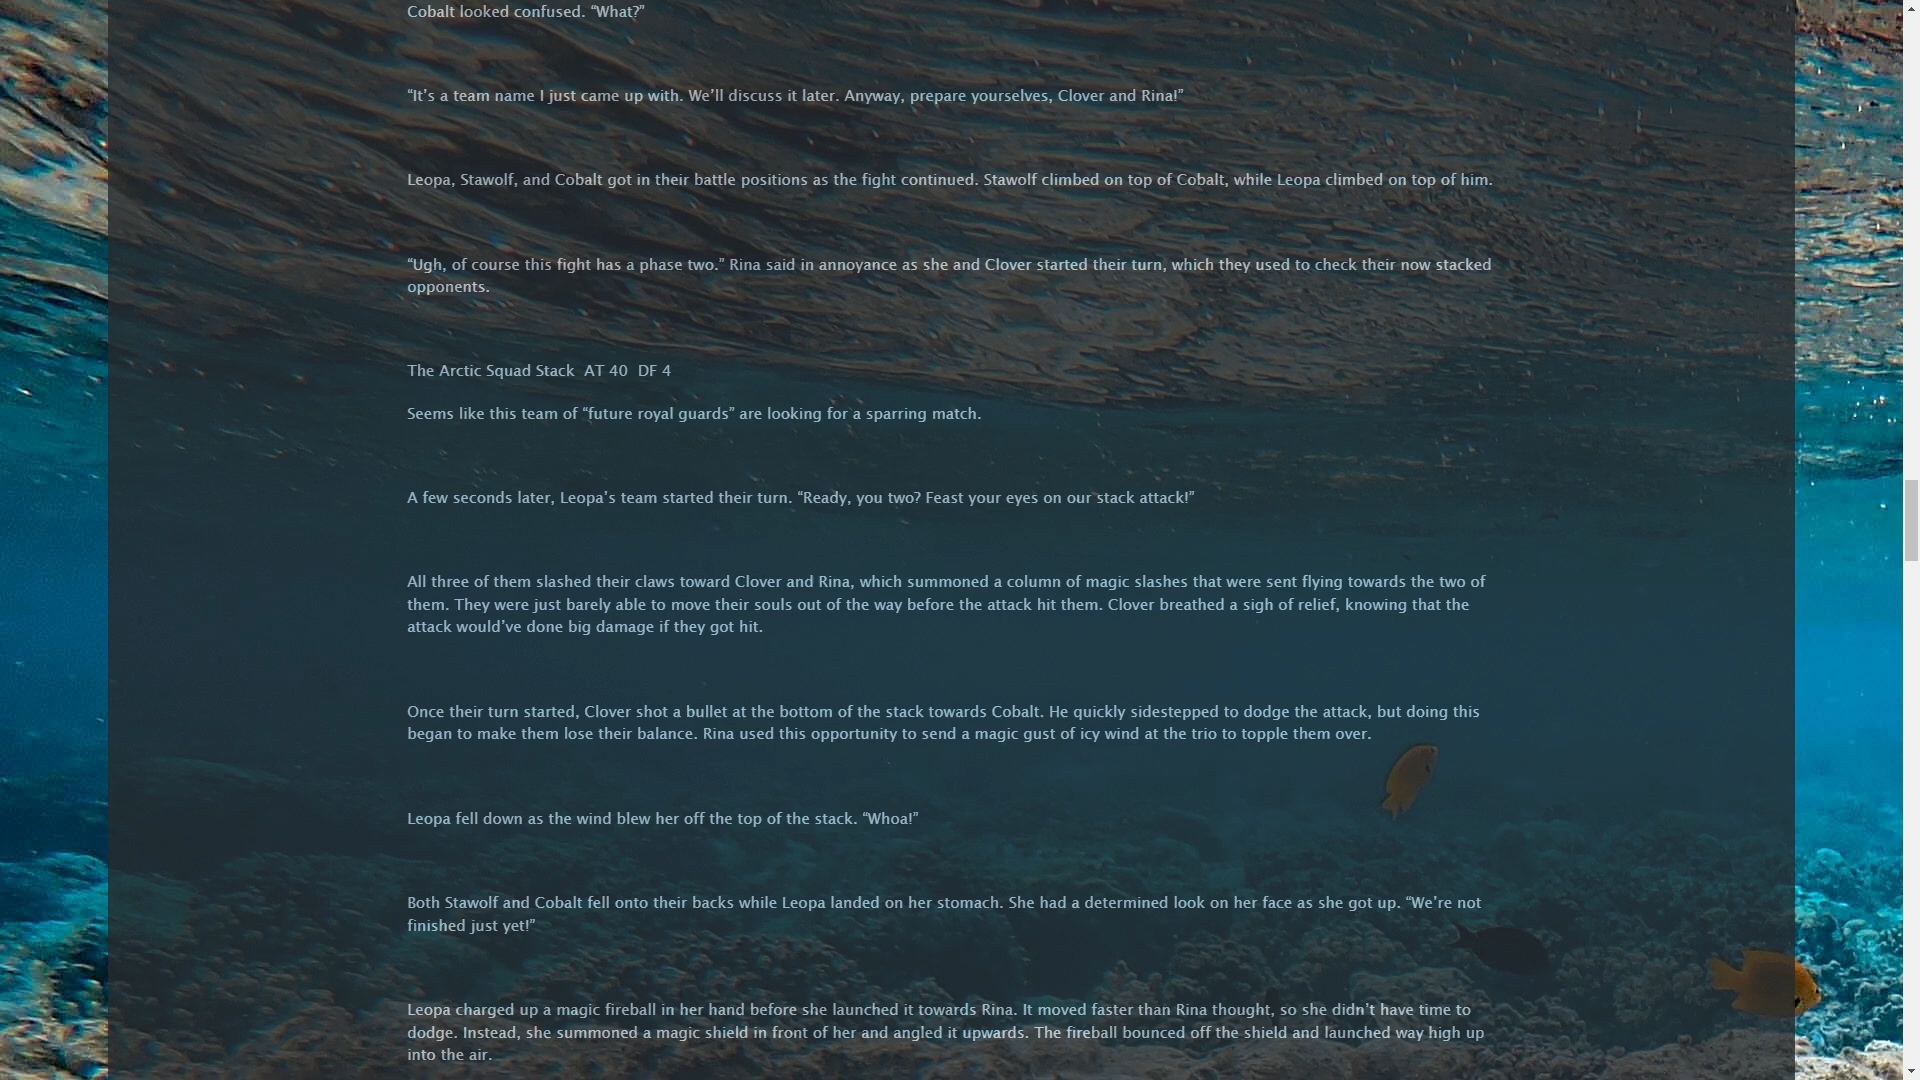 Cobalt looked confused. “What?”
“It’s a team name I just came up with. We’ll discuss it later. Anyway, prepare yourselves, Clover and Rina!”
Leopa, Stawolf, and Cobalt got in their battle positions as the fight continued. Stawolf climbed on top of Cobalt, while Leopa climbed on top of him.
“Ugh, of course this fight has a phase two.” Rina said in annoyance as she and Clover started their turn, which they used to check their now stacked
opponents.
The Arctic Squad Stack  AT 40  DF 4
Seems like this team of “future royal guards” are looking for a sparring match.
A few seconds later, Leopa’s team started their turn. “Ready, you two? Feast your eyes on our stack attack!”
All three of them slashed their claws toward Clover and Rina, which summoned a column of magic slashes that were sent flying towards the two of
them. They were just barely able to move their souls out of the way before the attack hit them. Clover breathed a sigh of relief, knowing that the
attack would’ve done big damage if they got hit.
Once their turn started, Clover shot a bullet at the bottom of the stack towards Cobalt. He quickly sidestepped to dodge the attack, but doing this
began to make them lose their balance. Rina used this opportunity to send a magic gust of icy wind at the trio to topple them over.
Leopa fell down as the wind blew her off the top of the stack. “Whoa!”
Both Stawolf and Cobalt fell onto their backs while Leopa landed on her stomach. She had a determined look on her face as she got up. “We’re not
finished just yet!”
Leopa charged up a magic fireball in her hand before she launched it towards Rina. It moved faster than Rina thought, so she didn’t have time to
dodge. Instead, she summoned a magic shield in front of her and angled it upwards. The fireball bounced off the shield and launched way high up
into the air.